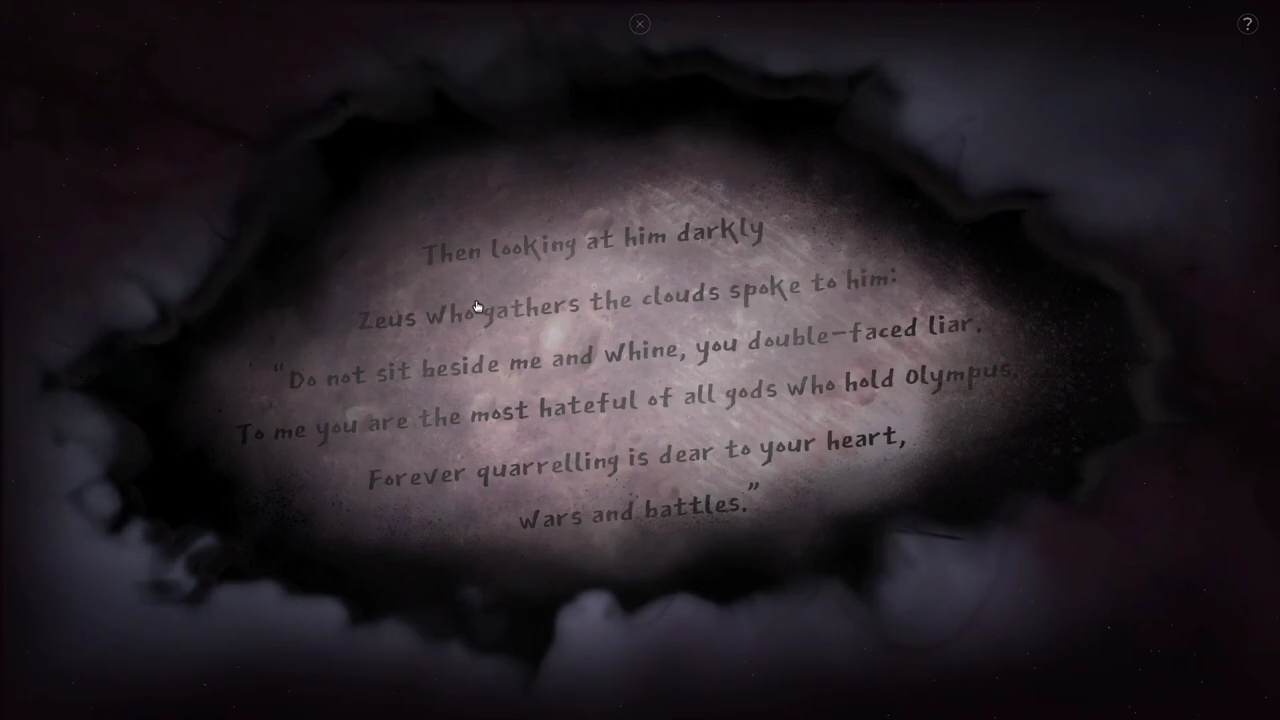 ?
Then looking at him darkly
Zeus who gathers the clouds spoke to him:
"Do not sit beside me and whine, you double-faced liar.
To me you are the most hateful of all gods who hold Olympus.
Forever quarrelling is dear to your heart,
Wars and battles."